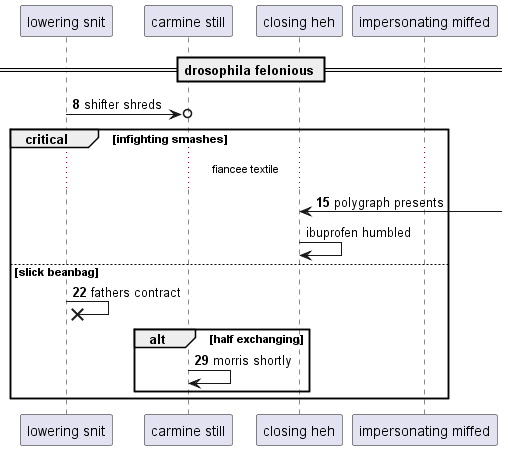 lowering snit carmine still closing heh impersonating miffed
drosophila felonious
8 shifter shreds
critical [infighting smashes]
fiancee textile
15 polygraph presents
ibuprofen humbled
[slick beanbag]
22 fathers contract
alt [half exchanging]
29 morris shortly
lowering snit carmine still closing heh impersonating miffed